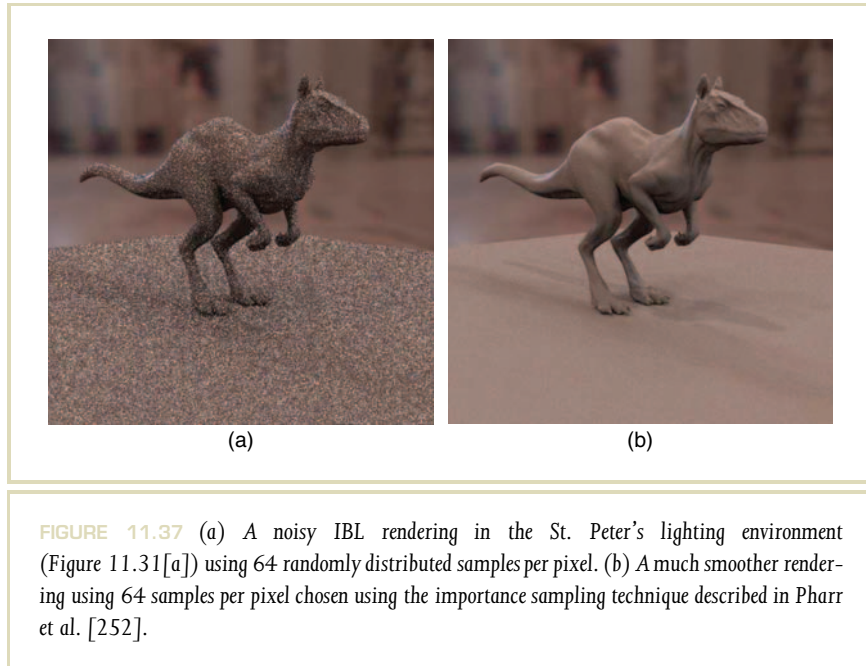 (a)
(b)
FIGURE 11.37 (a) A noisy IBL rendering in the St. Peter's lighting environment
(Figure 11.31[a]) using 64 randomly distributed samples per pixel. (b) A much smoother render-
ing using 64 samples per pixel chosen using the importance sampling technique described in Pharr
et al. [252].